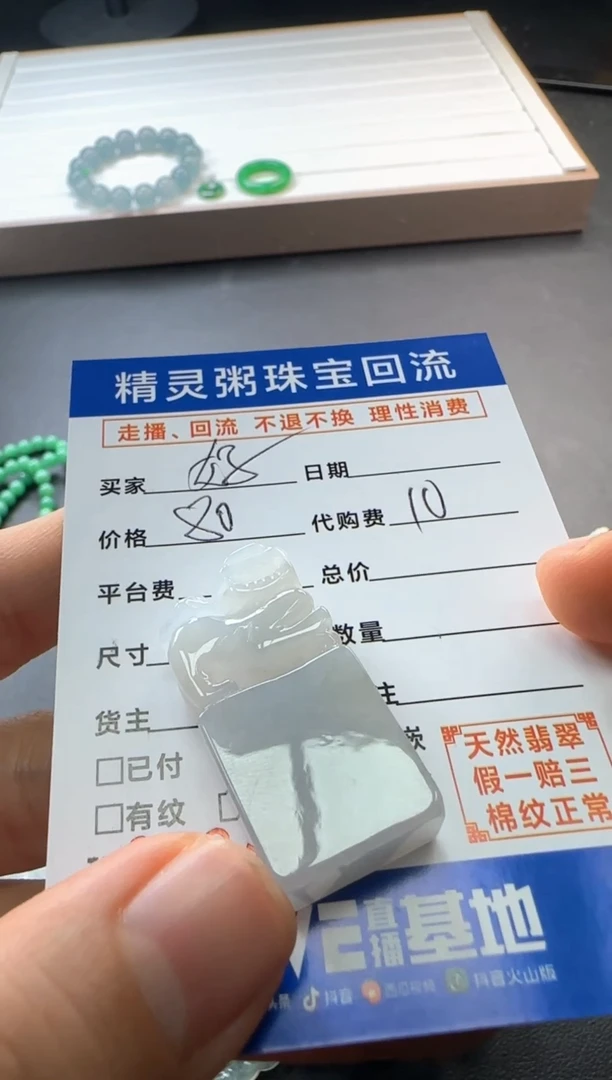 精灵粥珠宝回流
走播、回流 不退不换 理性消费
买家 日期
价格 80 代购费 10
平台费 总价
尺寸 数量
货主 主
□已付 嵌
□有纹
天然翡翠
假一赔三
棉纹正常
直播基地
头条 抖音 西瓜视频 抖音火山版